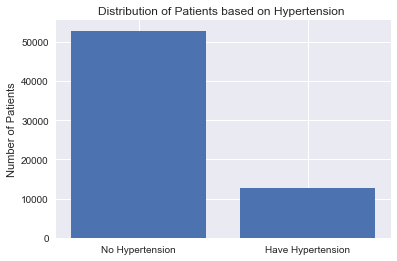 Distribution of Patients based on Hypertension
Number of Patients
50000
40000
30000
20000
10000
0
No Hypertension
Have Hypertension